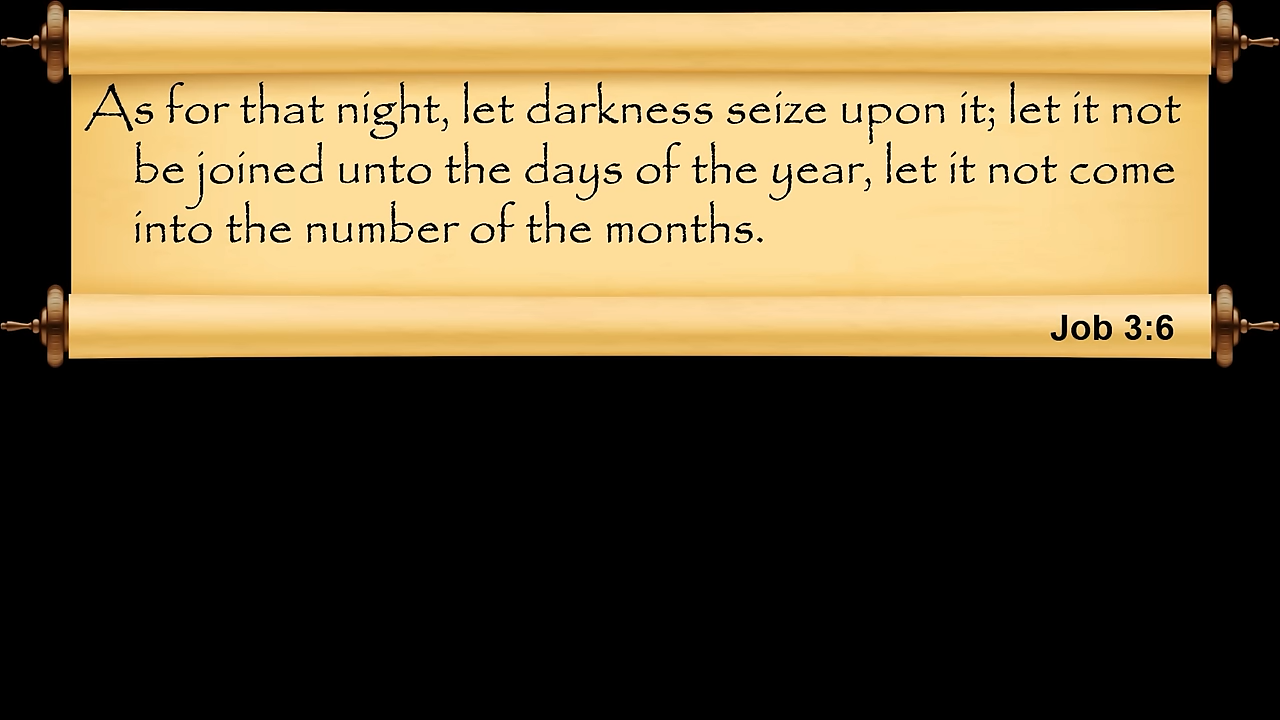 As for that night, let darkness seize upon it; let it not
be joined unto the days of the year, let it not come
into the number of the months.
Job 3:6